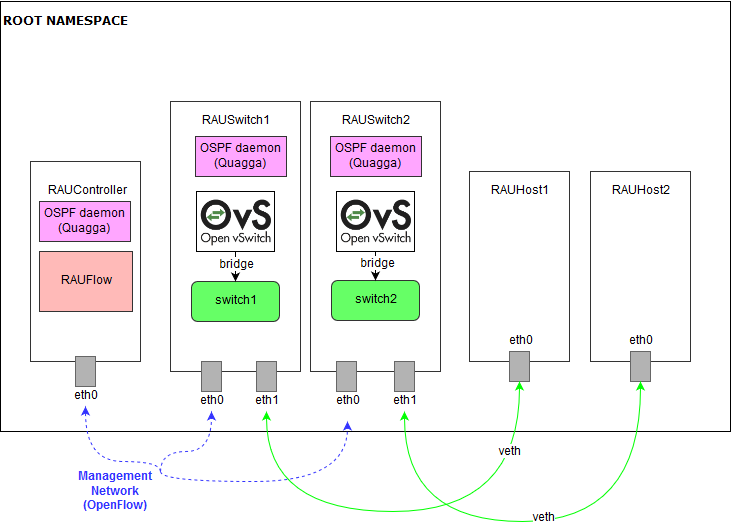 ROOT NAMESPACE
RAUController
OSPF daemon
(Quagga)
RAUFlow
eth0
RAUSwitch1
OSPF daemon
(Quagga)
OvS
Open vSwitch
bridge
switch1
eth0
eth1
RAUSwitch2
OSPF daemon
(Quagga)
OvS
Open vSwitch
bridge
switch2
eth0
eth1
RAUHost1
eth0
RAUHost2
eth0
Management
Network
(OpenFlow)
veth
veth